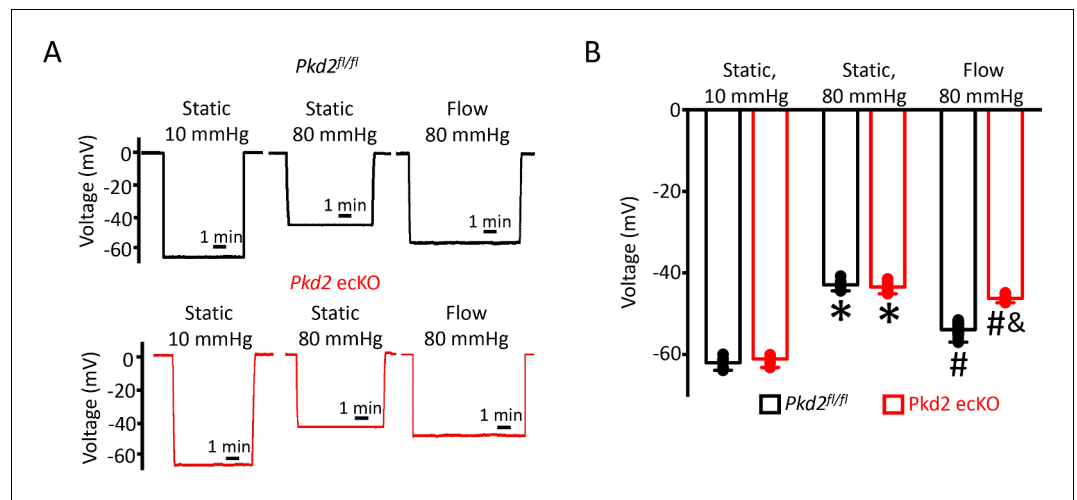 A
Pkd2fl/fl
Static Static Flow
10 mmHg 80 mmHg 80 mmHg
0
-20
-40
-60
Voltage (mV)
1 min
1 min
1 min
Pkd2 ecKO
Static Static Flow
10 mmHg 80 mmHg 80 mmHg
0
-20
-40
-60
Voltage (mV)
1 min
1 min
1 min
B
Static, Static, Flow
10 mmHg 80 mmHg 80 mmHg
0
-20
-40
-60
Voltage (mV)
* *
# #&
Pkd2fl/fl Pkd2 ecKO